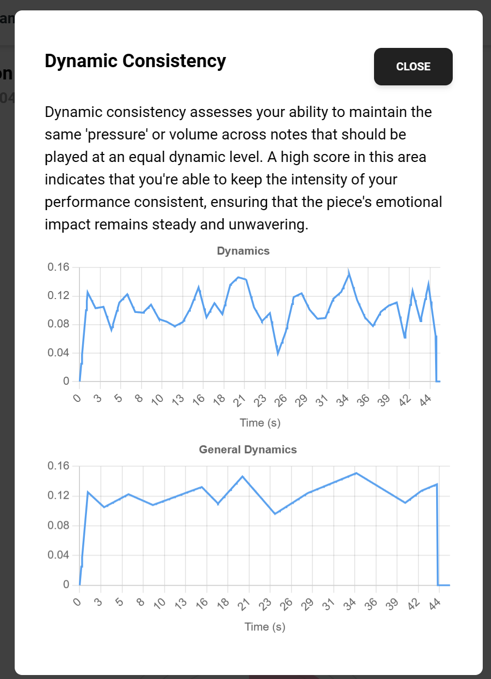 an
on
04
Dynamic Consistency
CLOSE
Dynamic consistency assesses your ability to maintain the
same 'pressure' or volume across notes that should be
played at an equal dynamic level. A high score in this area
indicates that you're able to keep the intensity of your
performance consistent, ensuring that the piece's emotional
impact remains steady and unwavering.
Dynamics
0.16
0.12
0.08
0.04
0
0 3 5 8 10 13 16 18 21 23 26 29 31 34 36 39 42 44
Time (s)
General Dynamics
0.16
0.12
0.08
0.04
0
0 3 5 8 10 13 16 18 21 23 26 29 31 34 36 39 42 44
Time (s)